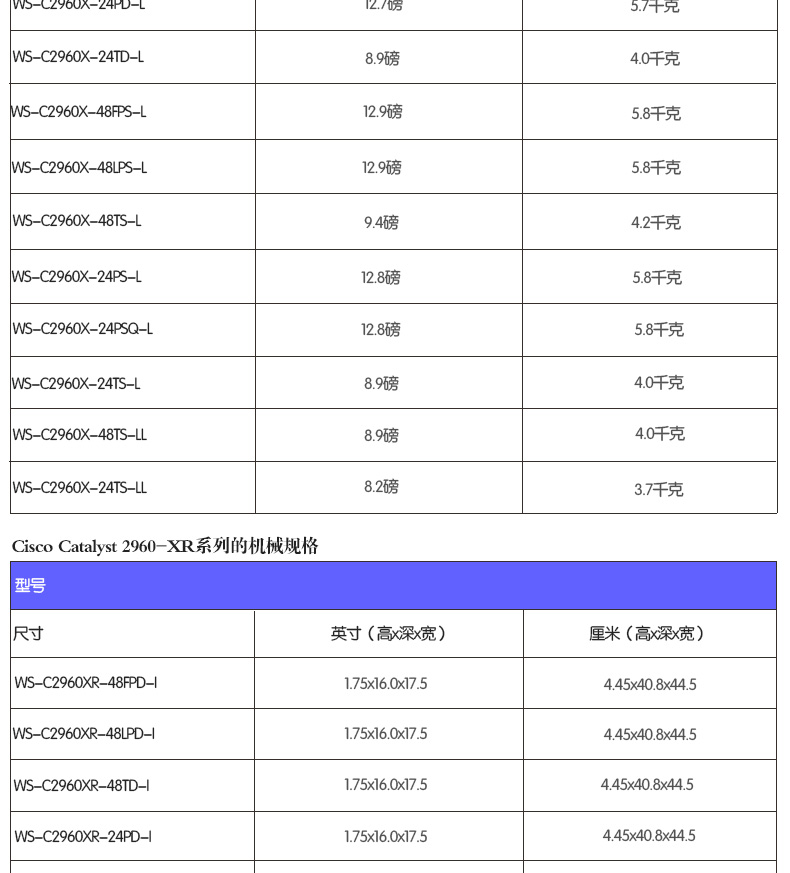 WS-C2960X-24PD-L 12.7磅 5.7千克
WS-C2960X-24TD-L 8.9磅 4.0千克
WS-C2960X-48FPS-L 12.9磅 5.8千克
WS-C2960X-48LPS-L 12.9磅 5.8千克
WS-C2960X-48TS-L 9.4磅 4.2千克
WS-C2960X-24PS-L 12.8磅 5.8千克
WS-C2960X-24PSQ-L 12.8磅 5.8千克
WS-C2960X-24TS-L 8.9磅 4.0千克
WS-C2960X-48TS-LL 8.9磅 4.0千克
WS-C2960X-24TS-LL 8.2磅 3.7千克
Cisco Catalyst 2960-XR系列的机械规格
型号
尺寸 英寸（高x深x宽） 厘米（高x深x宽）
WS-C2960XR-48FPD-I 1.75x16.0x17.5 4.45x40.8x44.5
WS-C2960XR-48LPD-I 1.75x16.0x17.5 4.45x40.8x44.5
WS-C2960XR-48TD-I 1.75x16.0x17.5 4.45x40.8x44.5
WS-C2960XR-24PD-I 1.75x16.0x17.5 4.45x40.8x44.5